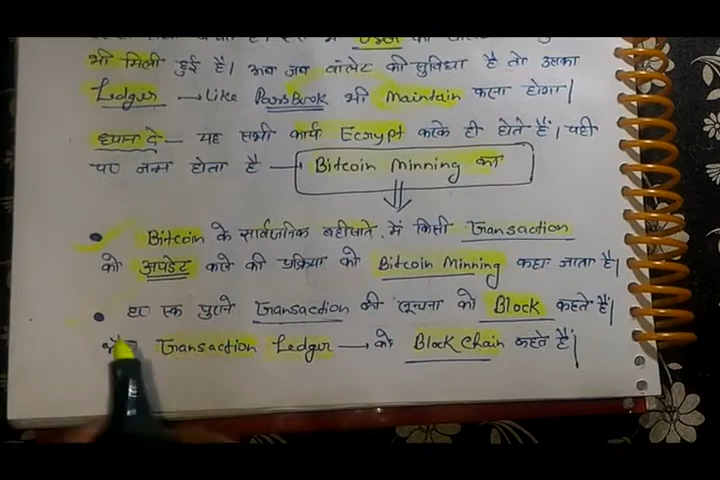 भी मिली हुई है। अब जब वॉलेट की सुविधा है तो उसका
Ledger → Like PassBook भी Maintain करना होगा।
ध्यान दे – यह सभी कार्य Ecrypt करके ही होते हैं। यही
पर जन्म होता है → Bitcoin Minning का
Bitcoin के सार्वजनिक बहीखाते में किसी Transaction
को अपडेट करने की प्रक्रिया को Bitcoin Minning कहा जाता है।
हर एक पुराने Transaction की सूचना को Block कहते हैं।
Transaction Ledger → को Block Chain कहते हैं।